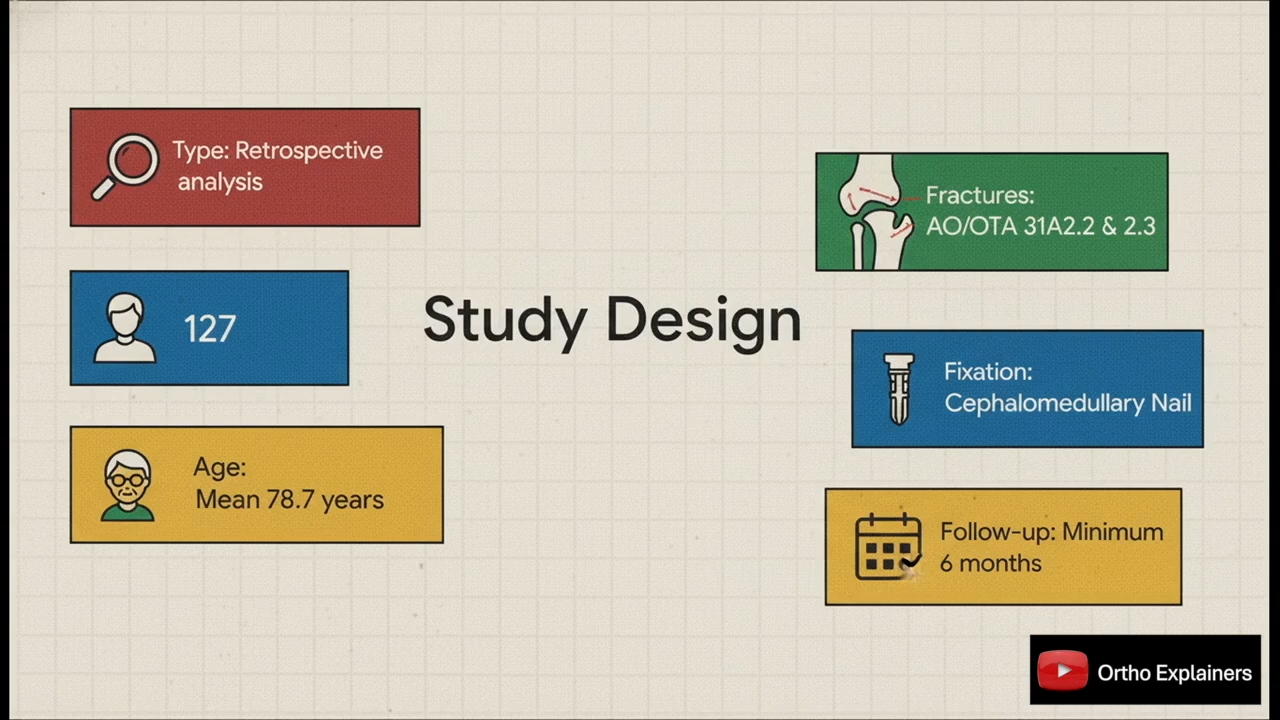 Type: Retrospective
analysis
127
Age:
Mean 78.7 years
Study Design
Fractures:
AO/OTA 31A2.2 & 2.3
Fixation:
Cephalomedullary Nail
Follow-up: Minimum
6 months
Ortho Explainers